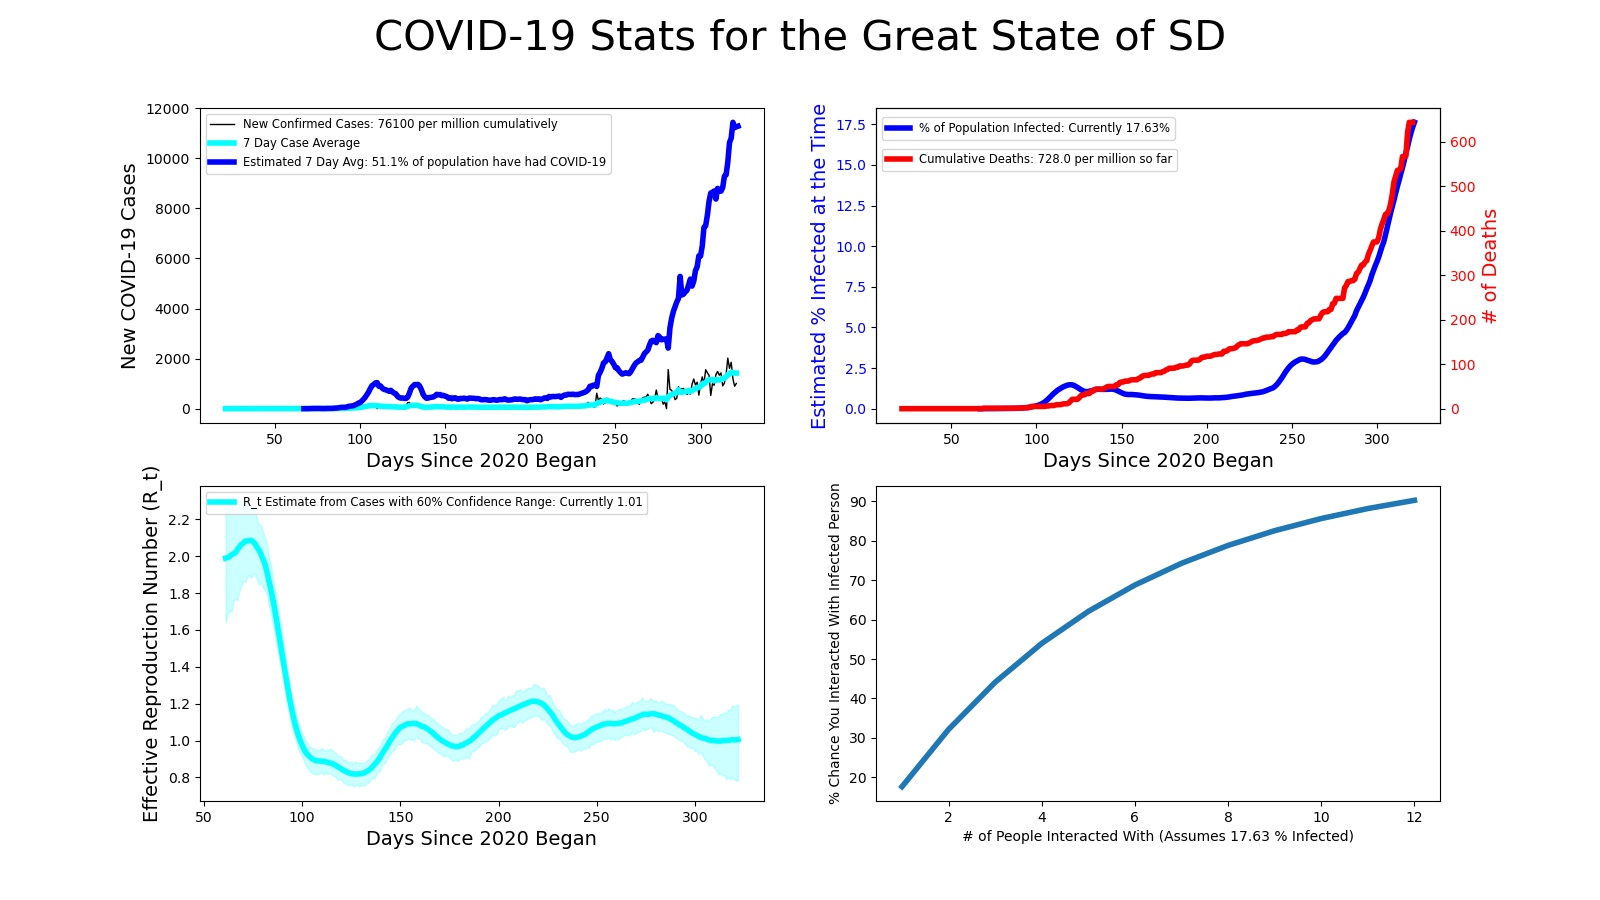 COVID-19 Stats for the Great State of SD
New COVID-19 Cases
12000
10000
8000
6000
4000
2000
0
New Confirmed Cases: 76100 per million cumulatively
7 Day Case Average
Estimated 7 Day Avg: 51.1% of population have had COVID-19
50 100 150 200 250 300
Days Since 2020 Began
Estimated % Infected at the Time
17.5
15.0
12.5
10.0
7.5
5.0
2.5
0.0
% of Population Infected: Currently 17.63%
Cumulative Deaths: 728.0 per million so far
600
500
400
300
200
100
0
# of Deaths
50 100 150 200 250 300
Days Since 2020 Began
Effective Reproduction Number (R_t)
2.2
2.0
1.8
1.6
1.4
1.2
1.0
0.8
R_t Estimate from Cases with 60% Confidence Range: Currently 1.01
50 100 150 200 250 300
Days Since 2020 Began
% Chance You Interacted With Infected Person
90
80
70
60
50
40
30
20
2 4 6 8 10 12
# of People Interacted With (Assumes 17.63 % Infected)